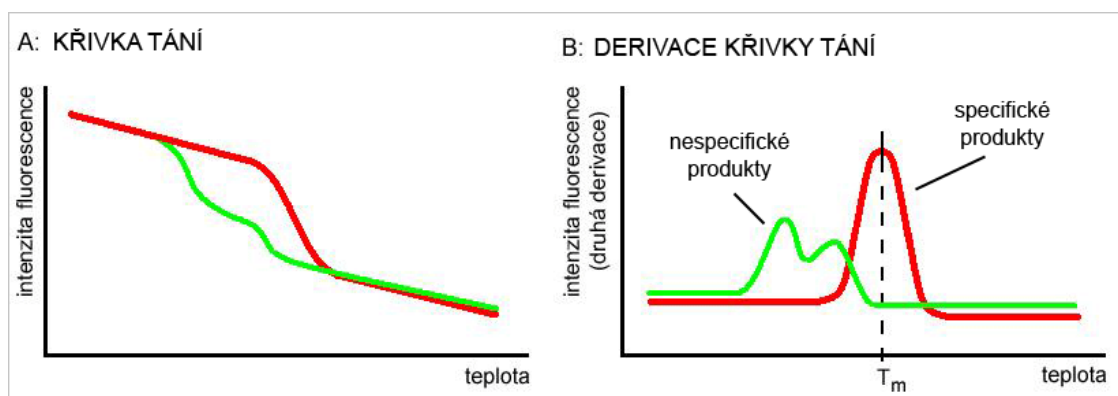 A: KŘIVKA TÁNÍ
intenzita fluorescence
teplota
B: DERIVACE KŘIVKY TÁNÍ
intenzita fluorescence
(druhá derivace)
nespecifické
produkty
specifické
produkty
Tm
teplota